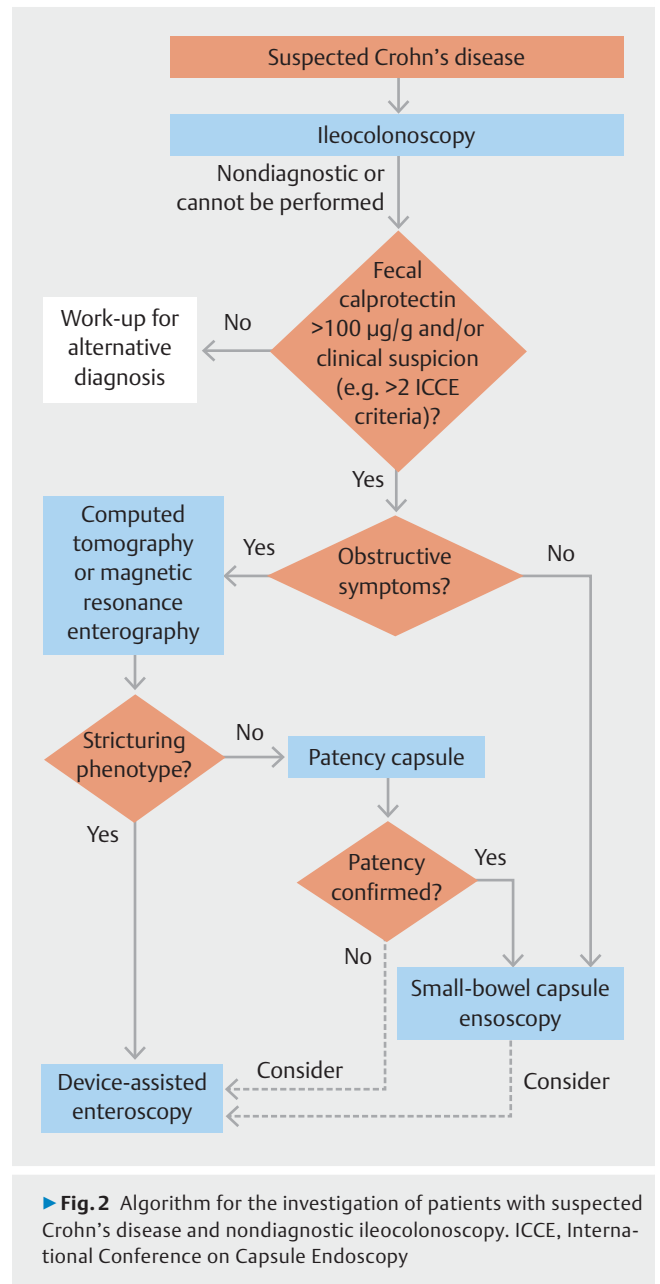 Suspected Crohn's disease
Ileocolonoscopy
Nondiagnostic or
cannot be performed
Fecal
calprotectin
>100 µg/g and/or
clinical suspicion
(e.g. >2 ICCE
criteria)?
No
Work-up for
alternative
diagnosis
Yes
Computed
tomography
or magnetic
resonance
enterography
Yes
Obstructive
symptoms?
No
Stricturing
phenotype?
No
Patency capsule
Yes
Patency
confirmed?
Yes
No
Small-bowel capsule
ensoscopy
Consider
Consider
Device-assisted
enteroscopy
▶ Fig. 2 Algorithm for the investigation of patients with suspected
Crohn's disease and nondiagnostic ileocolonoscopy. ICCE, Interna-
tional Conference on Capsule Endoscopy